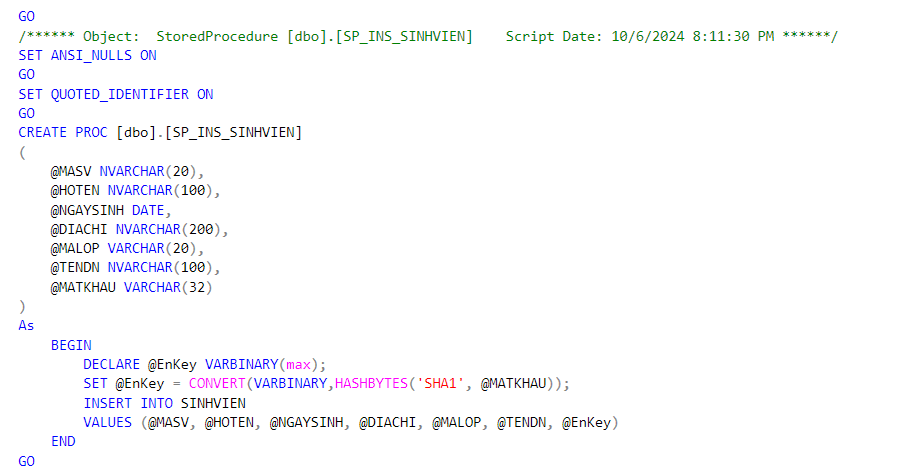 GO
/****** Object:  StoredProcedure [dbo].[SP_INS_SINHVIEN]    Script Date: 10/6/2024 8:11:30 PM ******/
SET ANSI_NULLS ON
GO
SET QUOTED_IDENTIFIER ON
GO
CREATE PROC [dbo].[SP_INS_SINHVIEN]
(
    @MASV NVARCHAR(20),
    @HOTEN NVARCHAR(100),
    @NGAYSINH DATE,
    @DIACHI NVARCHAR(200),
    @MALOP VARCHAR(20),
    @TENDN NVARCHAR(100),
    @MATKHAU VARCHAR(32)
)
As
    BEGIN
        DECLARE @EnKey VARBINARY(max);
        SET @EnKey = CONVERT(VARBINARY,HASHBYTES('SHA1', @MATKHAU));
        INSERT INTO SINHVIEN
        VALUES (@MASV, @HOTEN, @NGAYSINH, @DIACHI, @MALOP, @TENDN, @EnKey)
    END
GO